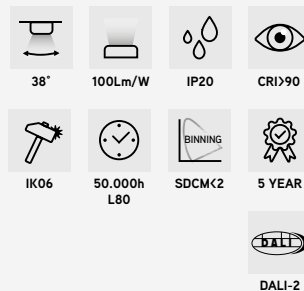 38°
100Lm/W
IP20
CRI>90
BINNING
IK06
50.000h
L80
SDCM<2
5 YEAR
DALI
DALI-2